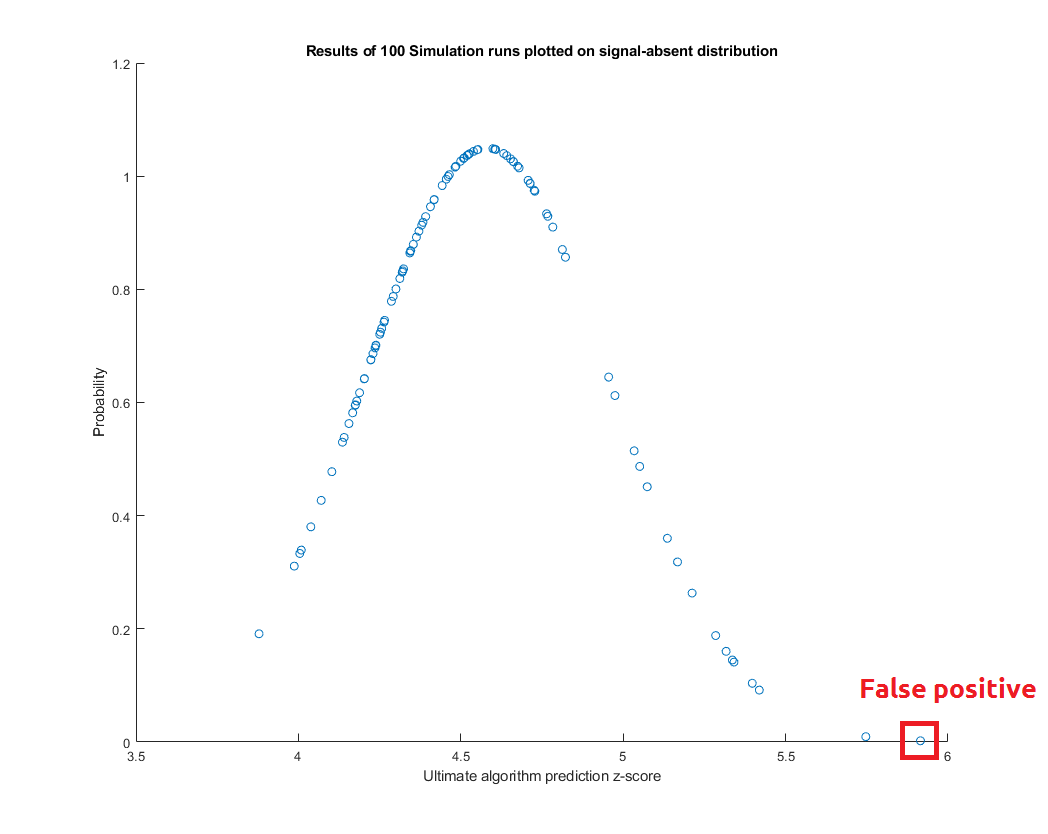 Results of 100 Simulation runs plotted on signal-absent distribution
1.2
1
0.8
0.6
0.4
0.2
0
Probability
False positive
3.5 4 4.5 5 5.5 6
Ultimate algorithm prediction z-score